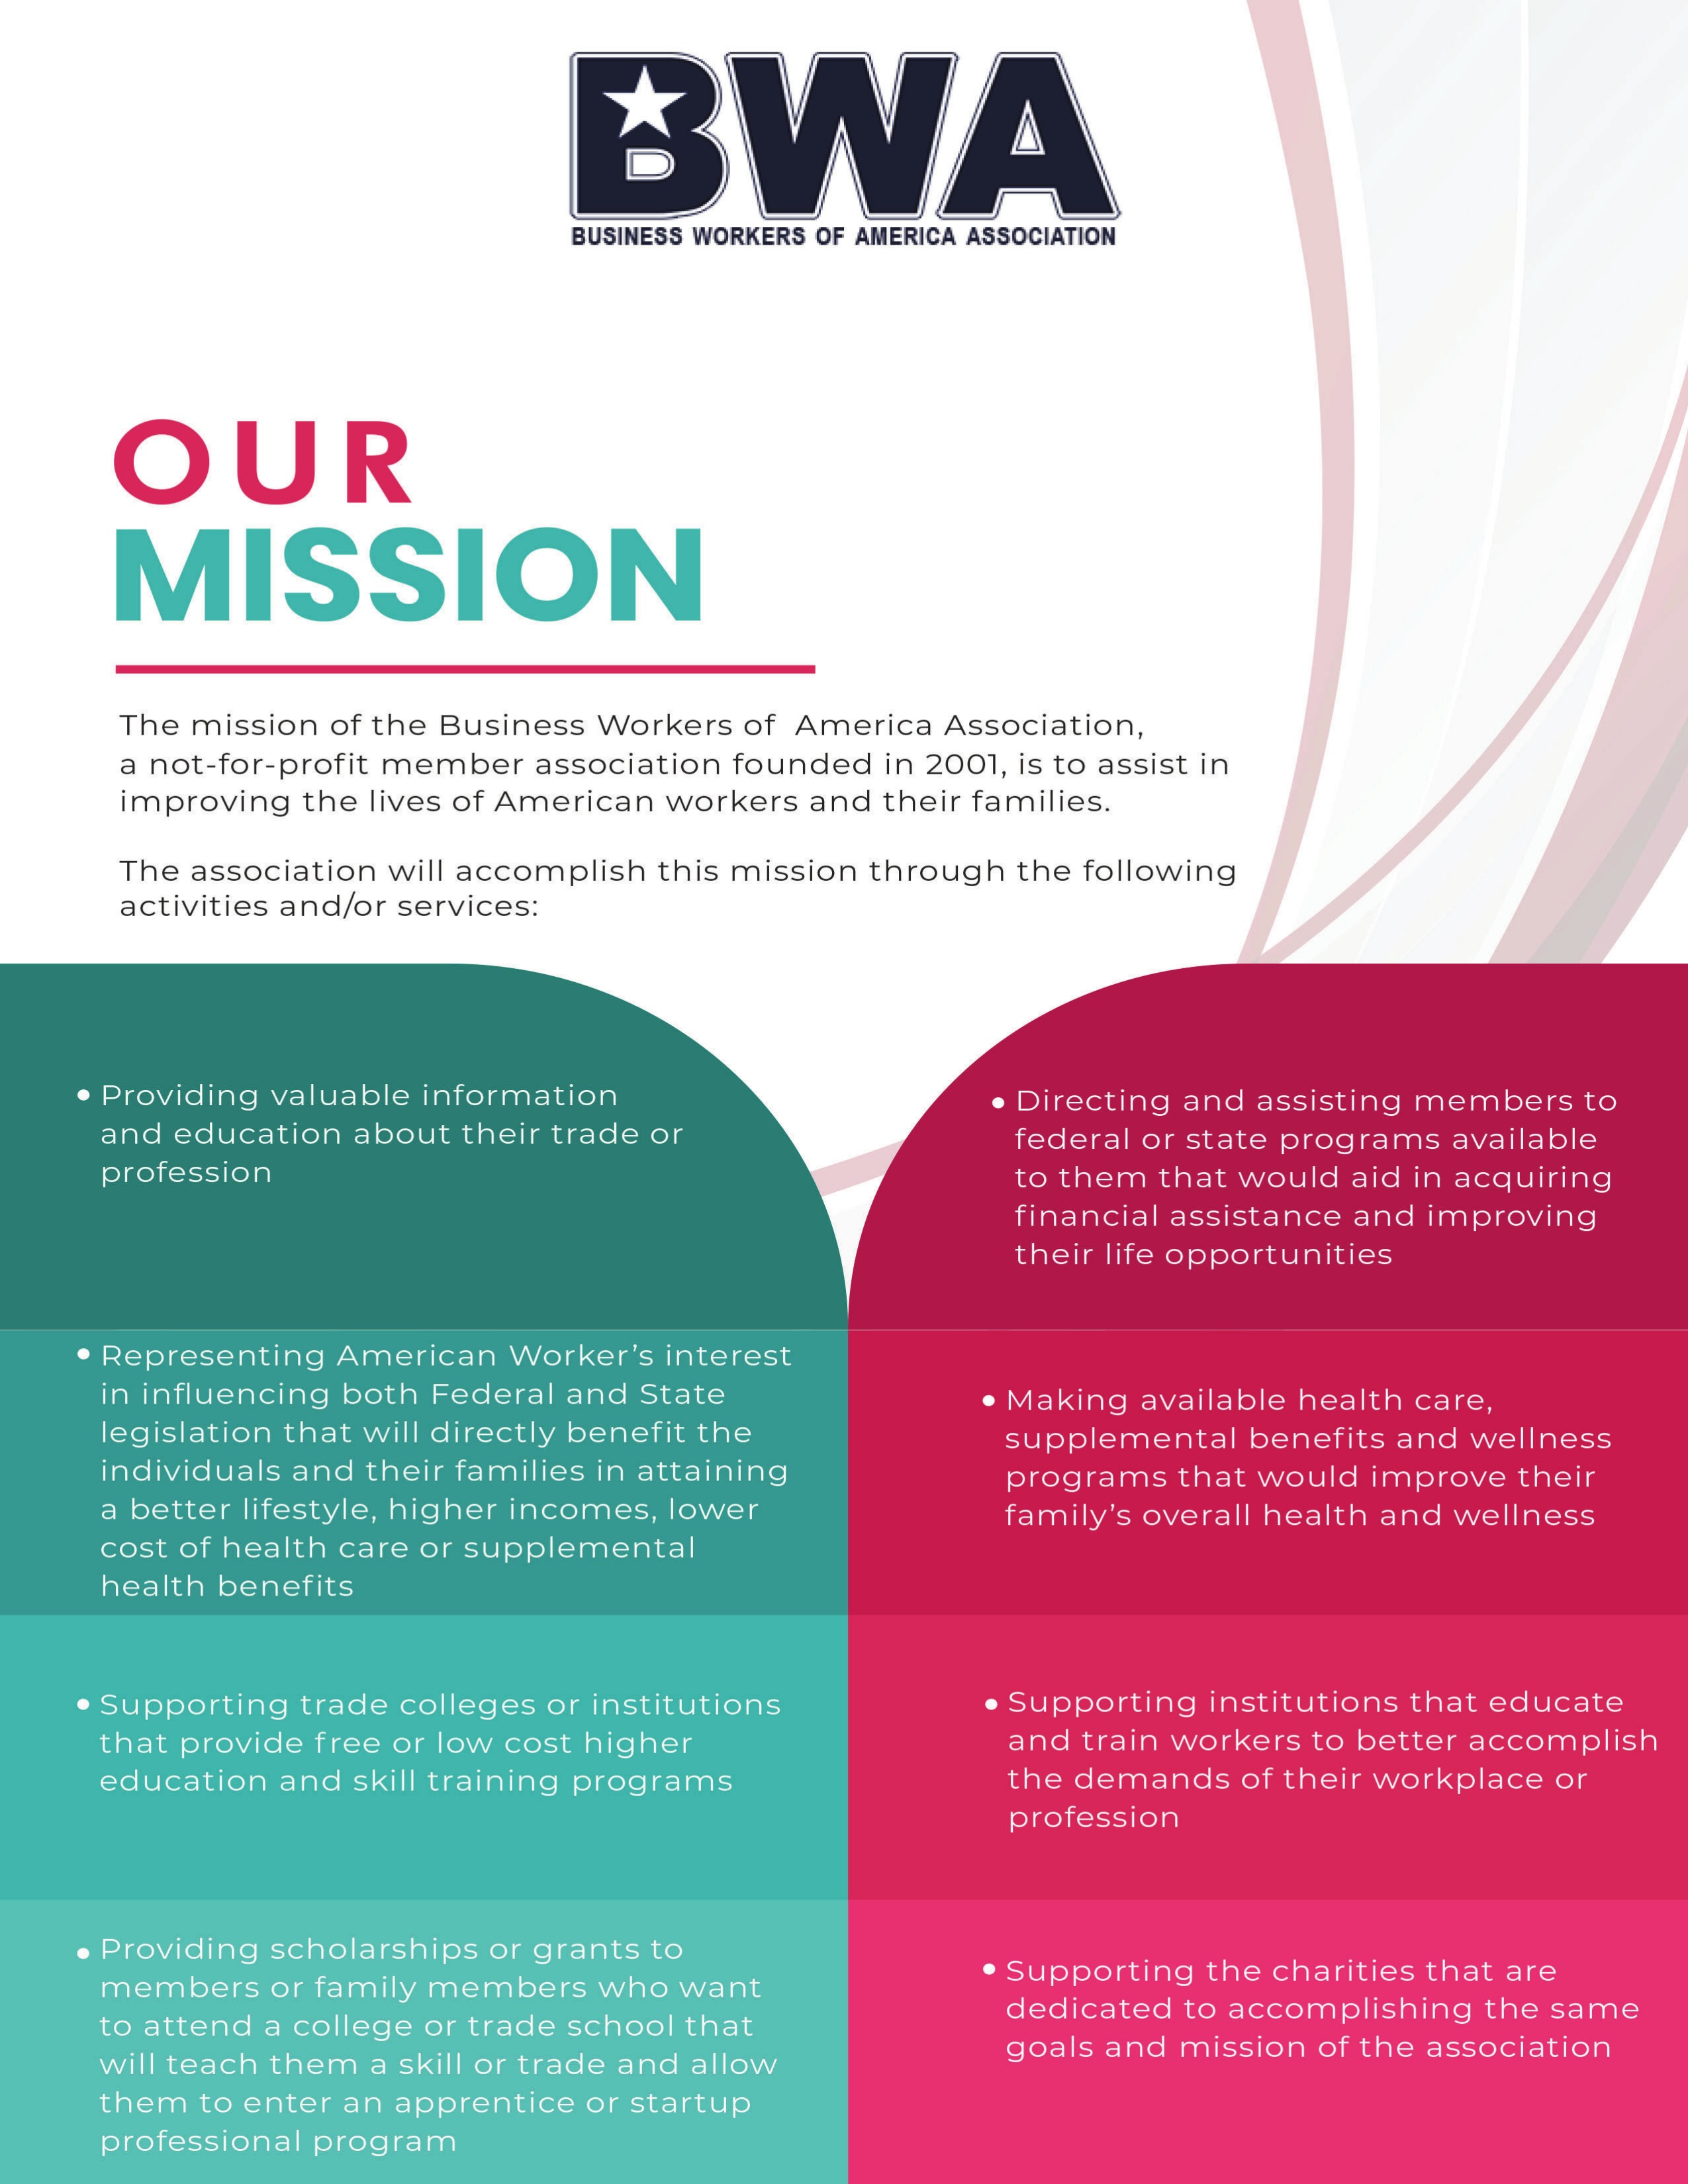 BWA
BUSINESS WORKERS OF AMERICA ASSOCIATION
OUR
MISSION
The mission of the Business Workers of America Association,
a not-for-profit member association founded in 2001, is to assist in
improving the lives of American workers and their families.
The association will accomplish this mission through the following
activities and/or services:
• Providing valuable information
and education about their trade or
profession
• Representing American Worker’s interest
in influencing both Federal and State
legislation that will directly benefit the
individuals and their families in attaining
a better lifestyle, higher incomes, lower
cost of health care or supplemental
health benefits
• Supporting trade colleges or institutions
that provide free or low cost higher
education and skill training programs
• Providing scholarships or grants to
members or family members who want
to attend a college or trade school that
will teach them a skill or trade and allow
them to enter an apprentice or startup
professional program
• Directing and assisting members to
federal or state programs available
to them that would aid in acquiring
financial assistance and improving
their life opportunities
• Making available health care,
supplemental benefits and wellness
programs that would improve their
family’s overall health and wellness
• Supporting institutions that educate
and train workers to better accomplish
the demands of their workplace or
profession
• Supporting the charities that are
dedicated to accomplishing the same
goals and mission of the association